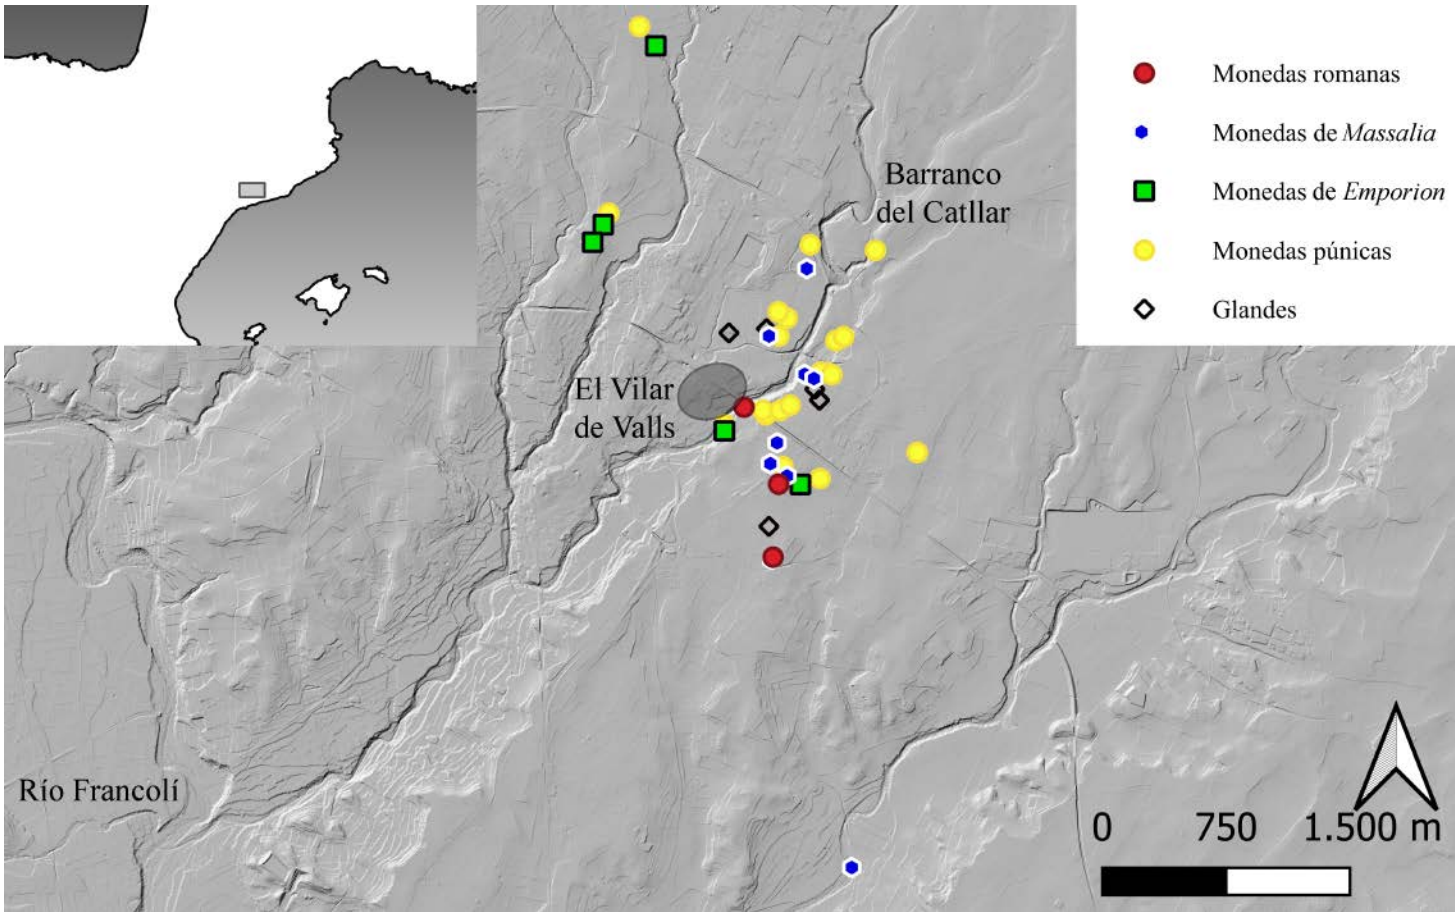 Monedas romanas
Monedas de Massalia
Monedas de Emporion
Monedas púnicas
Glandes
Barranco
del Catllar
El Vilar
de Valls
Río Francolí
0 750 1.500 m